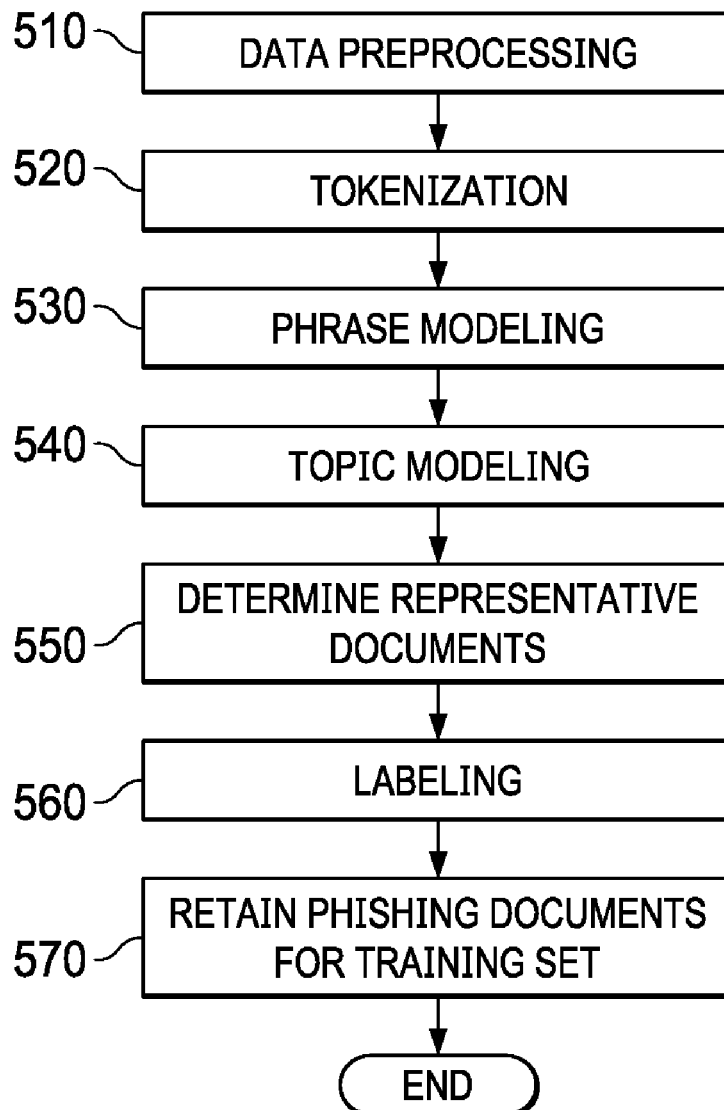 510
DATA PREPROCESSING
520
TOKENIZATION
530
PHRASE MODELING
540
TOPIC MODELING
550
DETERMINE REPRESENTATIVE
DOCUMENTS
560
LABELING
570
RETAIN PHISHING DOCUMENTS
FOR TRAINING SET
END